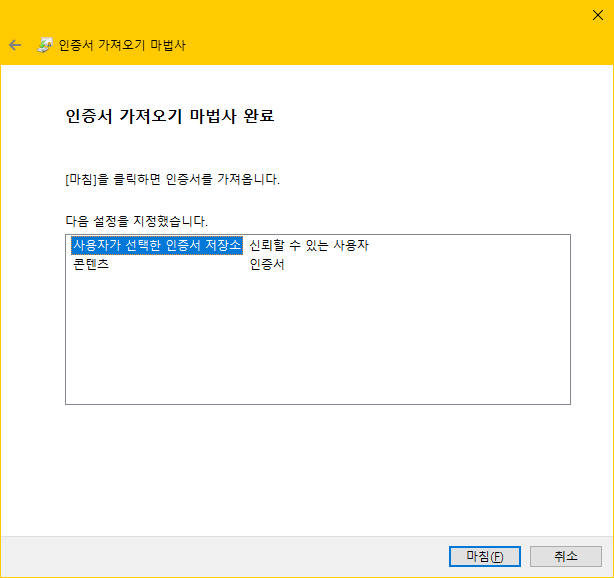 인증서 가져오기 마법사
인증서 가져오기 마법사 완료
[마침]을 클릭하면 인증서를 가져옵니다.
다음 설정을 지정했습니다.
사용자가 선택한 인증서 저장소 신뢰할 수 있는 사용자
콘텐츠 인증서
마침(F) 취소